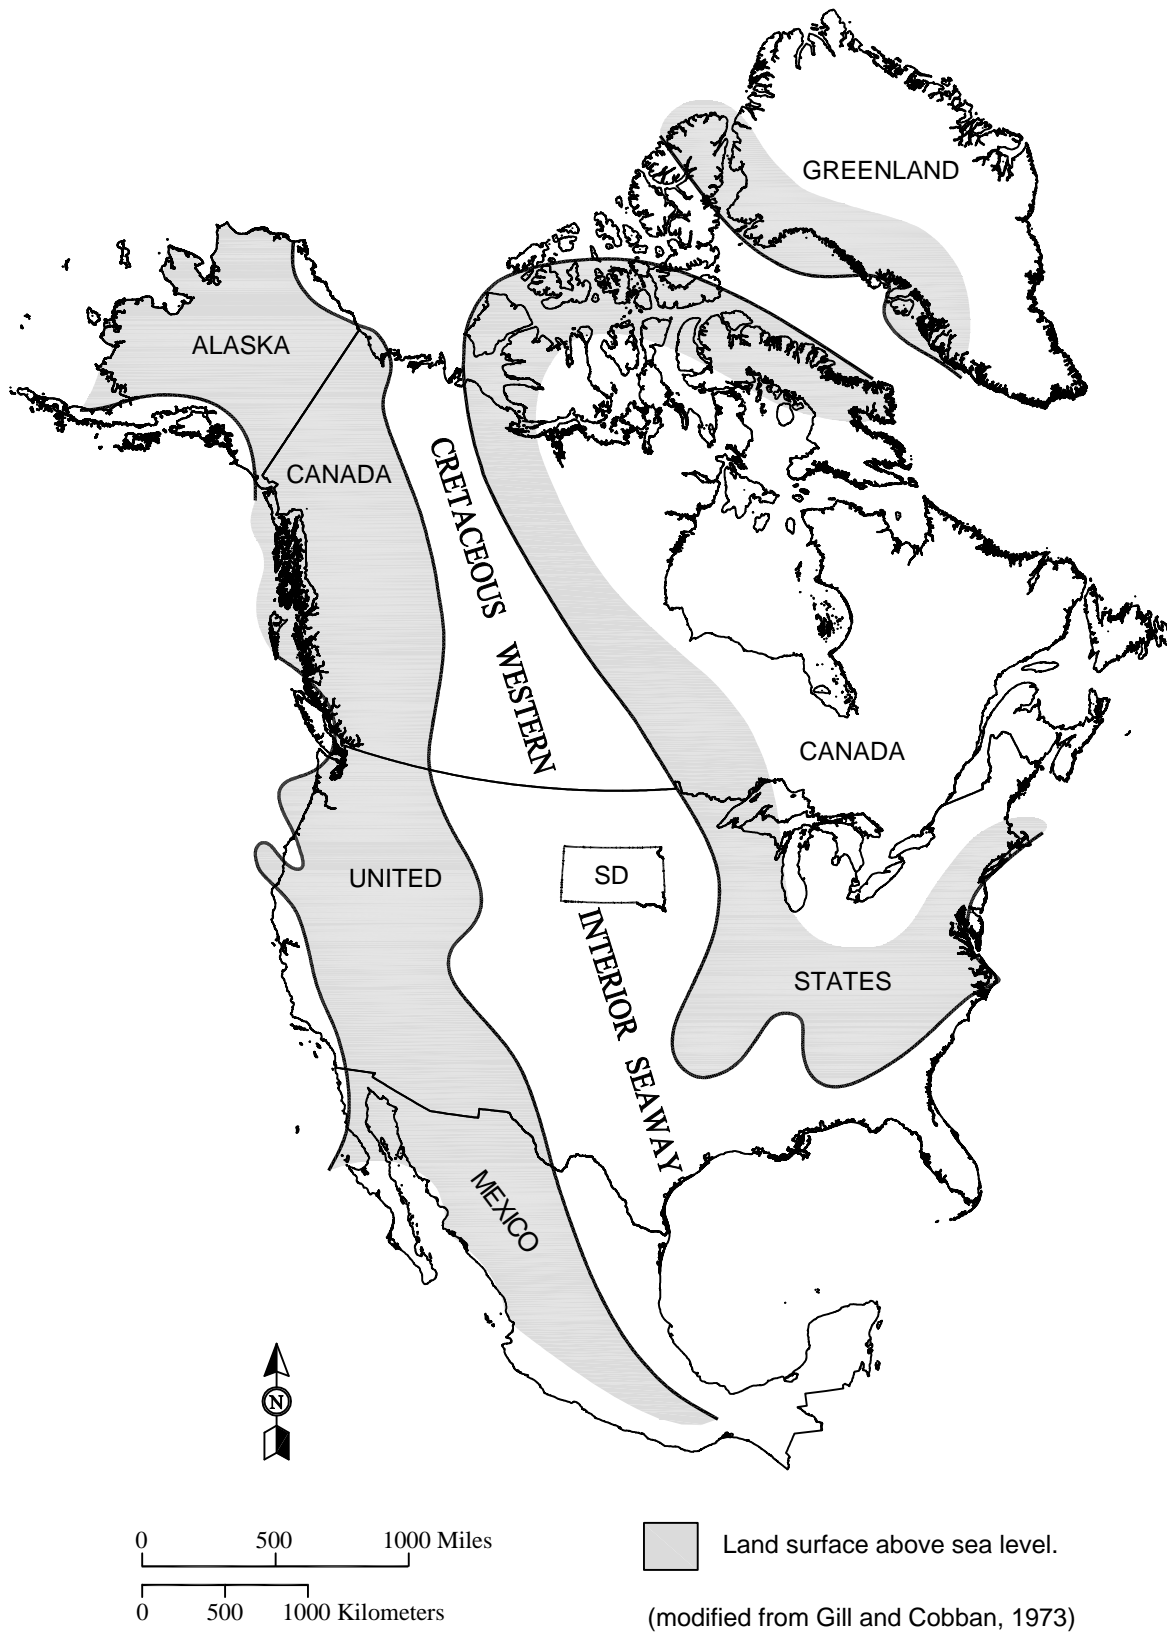 GREENLAND
ALASKA
CANADA
CRETACEOUS WESTERN
CANADA
UNITED
SD
INTERIOR SEAWAY
STATES
MEXICO
N
0 500 1000 Miles
0 500 1000 Kilometers
Land surface above sea level.
(modified from Gill and Cobban, 1973)